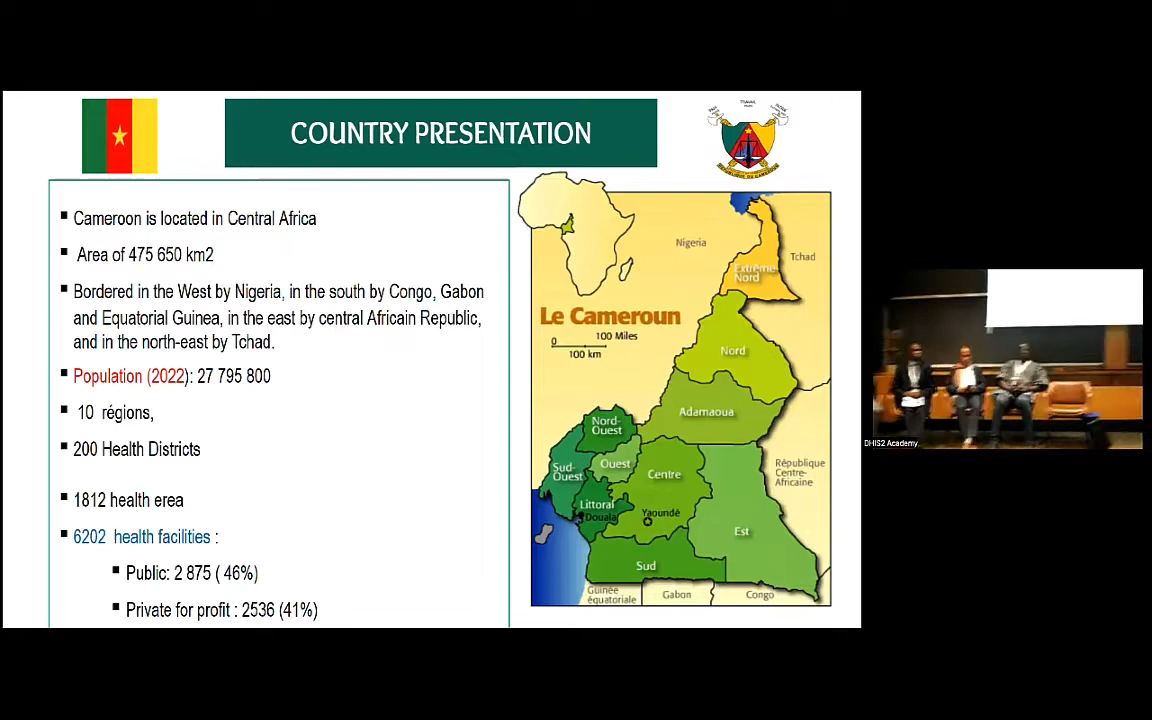 COUNTRY PRESENTATION
TRAVAIL
REPUBLIQUE DU CAMEROUN
▪ Cameroon is located in Central Africa
▪ Area of 475 650 km2
▪ Bordered in the West by Nigeria, in the south by Congo, Gabon
and Equatorial Guinea, in the east by central Africain Republic,
and in the north-east by Tchad.
▪ Population (2022): 27 795 800
▪ 10 régions,
▪ 200 Health Districts
▪ 1812 health erea
▪ 6202 health facilities :
▪ Public: 2 875 ( 46%)
▪ Private for profit : 2536 (41%)
Nigeria
Tchad
Extrême-
Nord
Le Cameroun
0 100 Miles
100 km
Nord
Adamaoua
Nord-
Ouest
Sud-
Ouest
Ouest
Centre
République
Centre-
Africaine
Littoral
Douala
Yaoundé
Est
Sud
Guinée
équatoriale
Gabon
Congo
DHIS2 Academy